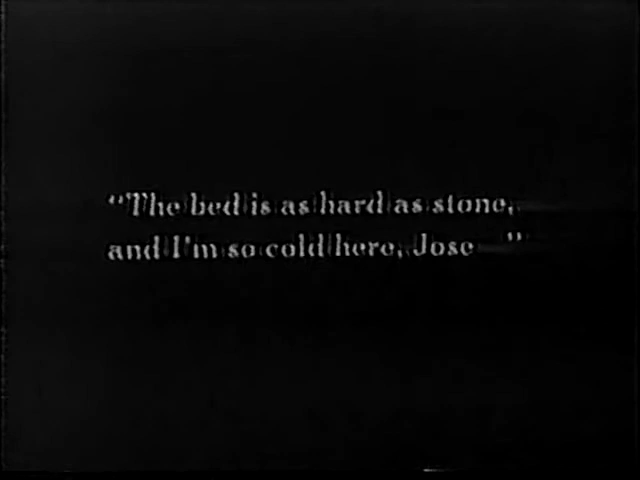 "The bed is as hard as stone,
and I'm so cold here, Jose — "